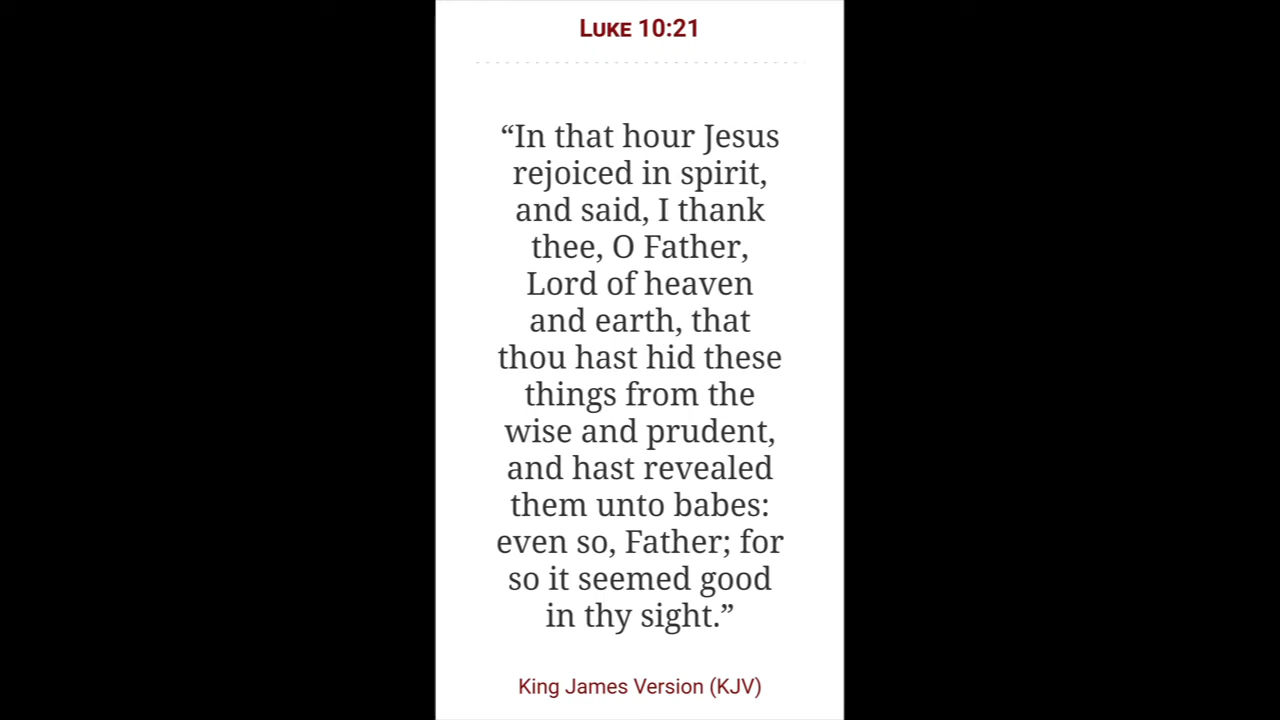 Luke 10:21
“In that hour Jesus
rejoiced in spirit,
and said, I thank
thee, O Father,
Lord of heaven
and earth, that
thou hast hid these
things from the
wise and prudent,
and hast revealed
them unto babes:
even so, Father; for
so it seemed good
in thy sight.”
King James Version (KJV)